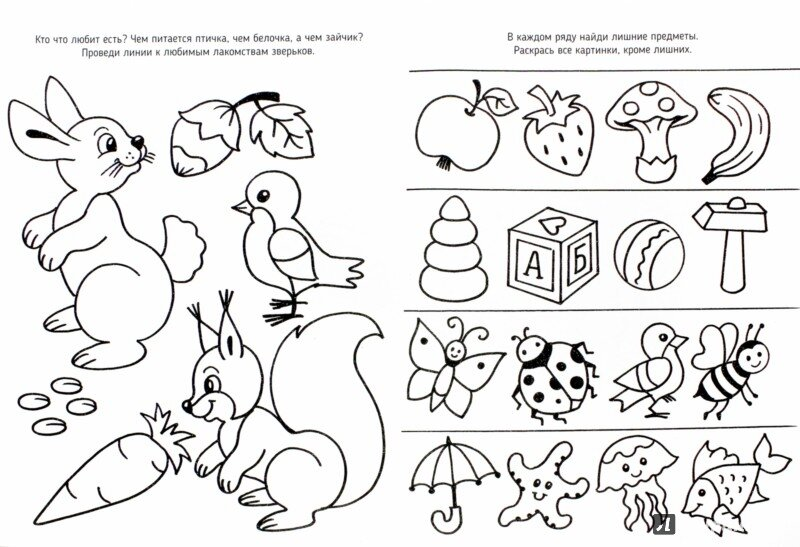 Кто что любит есть? Чем питается птичка, чем белочка, а чем зайчик?
Проведи линии к любимым лакомствам зверьков.
В каждом ряду найди лишние предметы.
Раскрась все картинки, кроме лишних.
А Б